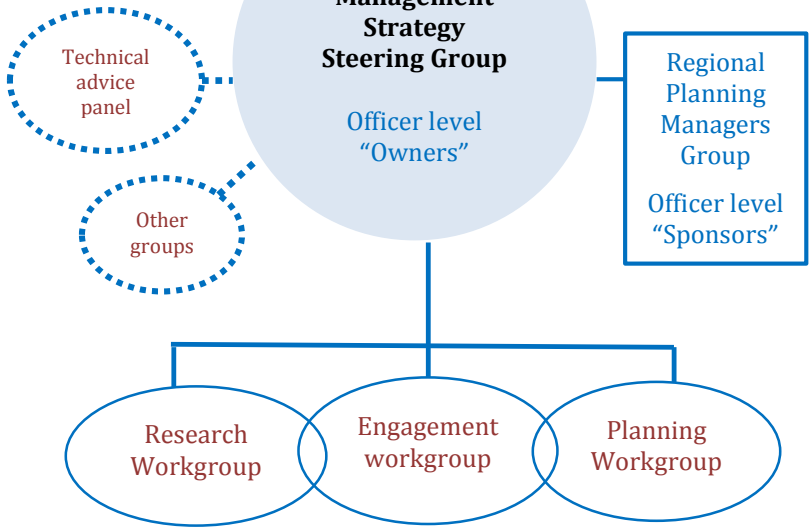 Management
Strategy
Steering Group
Officer level
“Owners”
Technical
advice
panel
Other
groups
Regional
Planning
Managers
Group
Officer level
“Sponsors”
Research
Workgroup
Engagement
workgroup
Planning
Workgroup